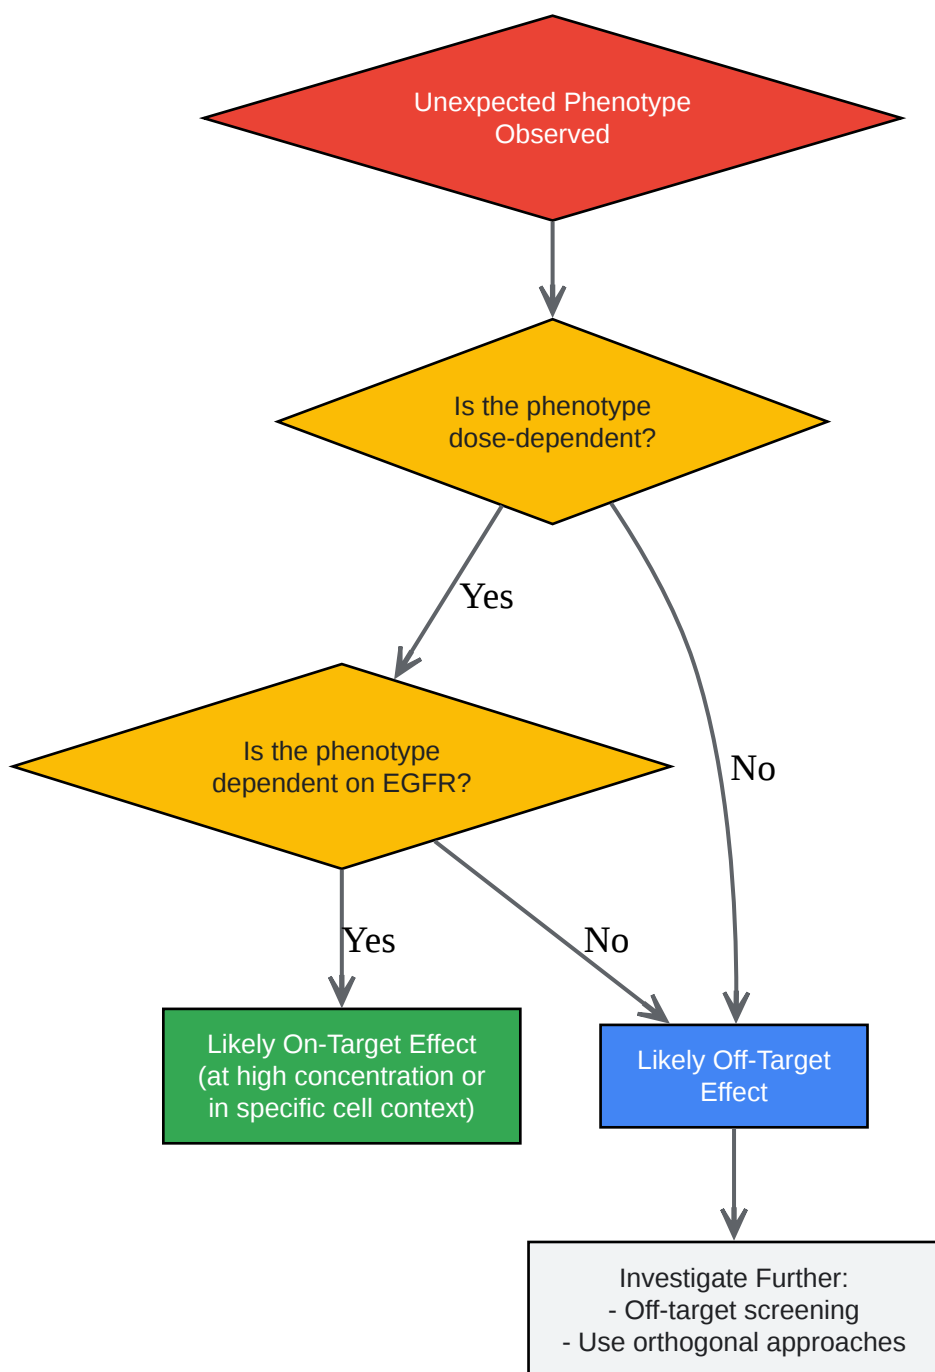 Unexpected Phenotype
Observed
Is the phenotype
dose-dependent?
Yes
No
Is the phenotype
dependent on EGFR?
Yes
No
Likely On-Target Effect
(at high concentration or
in specific cell context)
Likely Off-Target
Effect
Investigate Further:
- Off-target screening
- Use orthogonal approaches